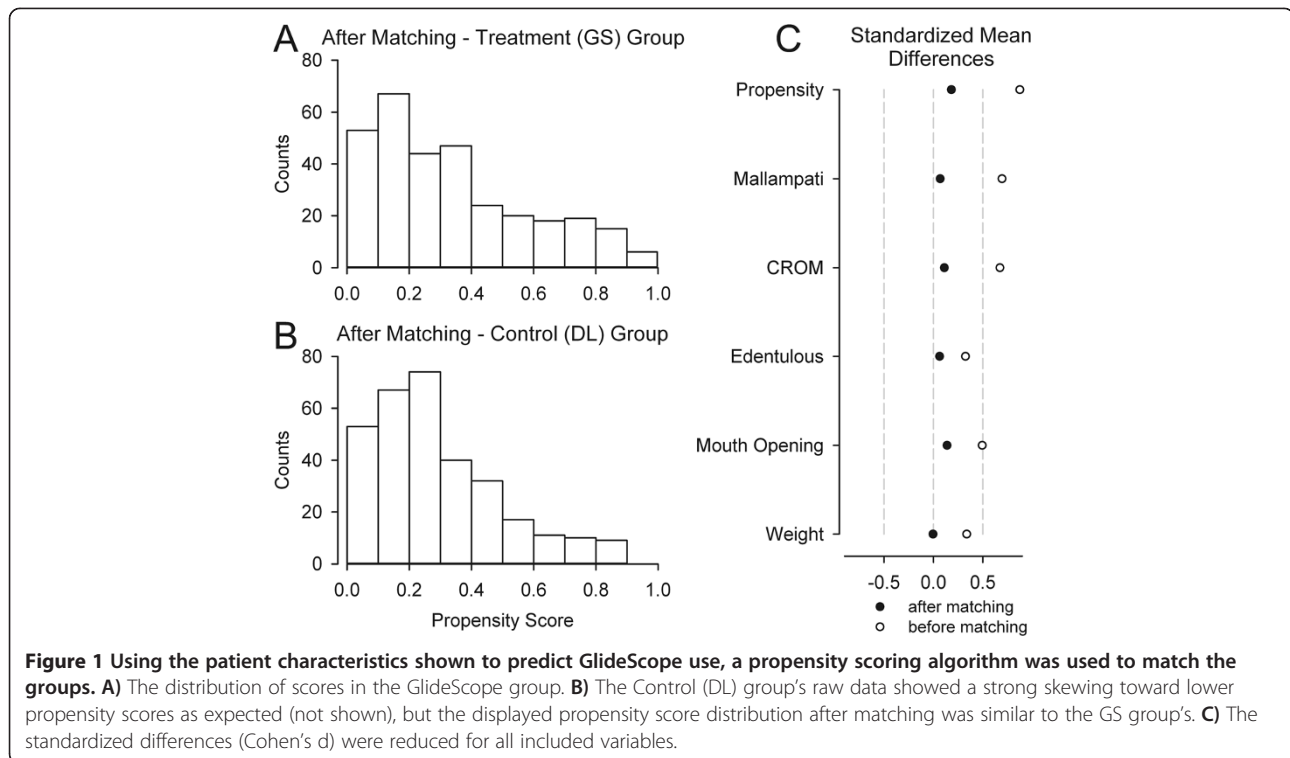 A After Matching - Treatment (GS) Group
Counts
80
60
40
20
0
0.0 0.2 0.4 0.6 0.8 1.0
B After Matching - Control (DL) Group
Counts
80
60
40
20
0
0.0 0.2 0.4 0.6 0.8 1.0
Propensity Score
C Standardized Mean
Differences
Propensity
Mallampati
CROM
Edentulous
Mouth Opening
Weight
-0.5 0.0 0.5
after matching
before matching
Figure 1 Using the patient characteristics shown to predict GlideScope use, a propensity scoring algorithm was used to match the
groups. A) The distribution of scores in the GlideScope group. B) The Control (DL) group's raw data showed a strong skewing toward lower
propensity scores as expected (not shown), but the displayed propensity score distribution after matching was similar to the GS group's. C) The
standardized differences (Cohen's d) were reduced for all included variables.